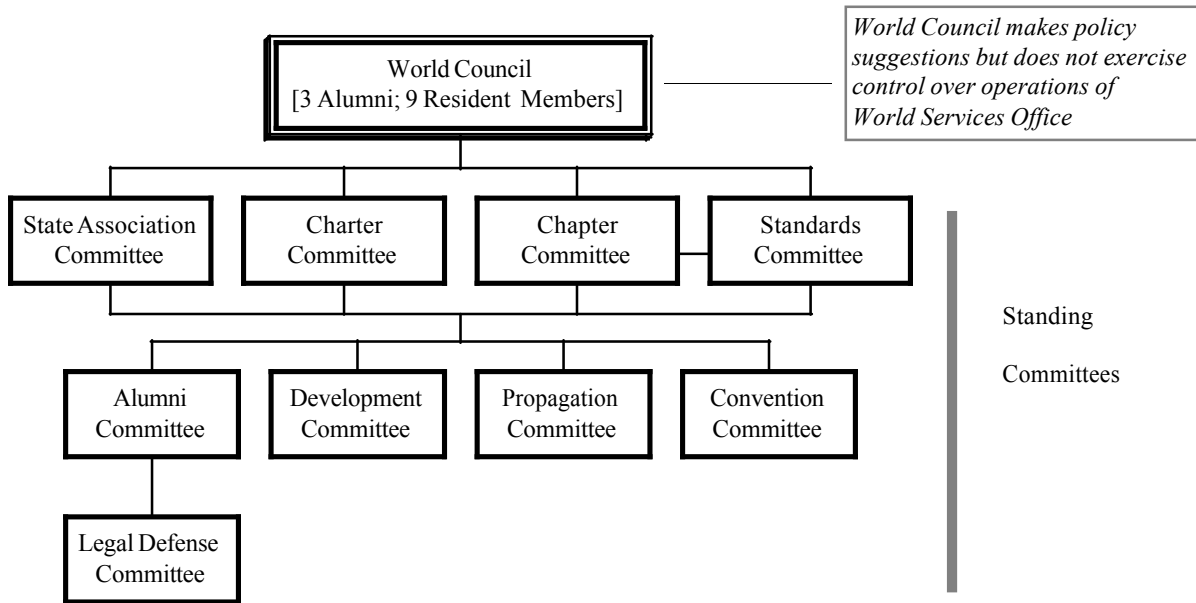 World Council
[3 Alumni; 9 Resident Members]
World Council makes policy
suggestions but does not exercise
control over operations of
World Services Office
State Association
Committee
Charter
Committee
Chapter
Committee
Standards
Committee
Standing
Committees
Alumni
Committee
Development
Committee
Propagation
Committee
Convention
Committee
Legal Defense
Committee